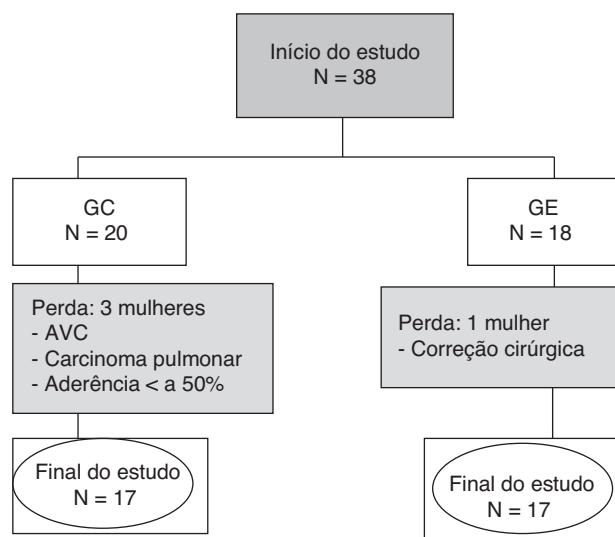 Início do estudo
N = 38
GC
N = 20
GE
N = 18
Perda: 3 mulheres
- AVC
- Carcinoma pulmonar
- Aderência < a 50%
Perda: 1 mulher
- Correção cirúrgica
Final do estudo
N = 17
Final do estudo
N = 17